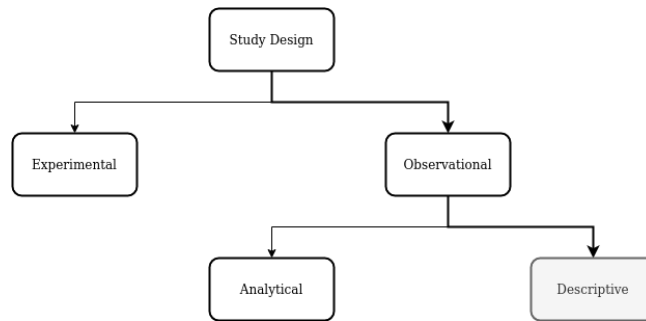 Study Design
Experimental
Observational
Analytical
Descriptive